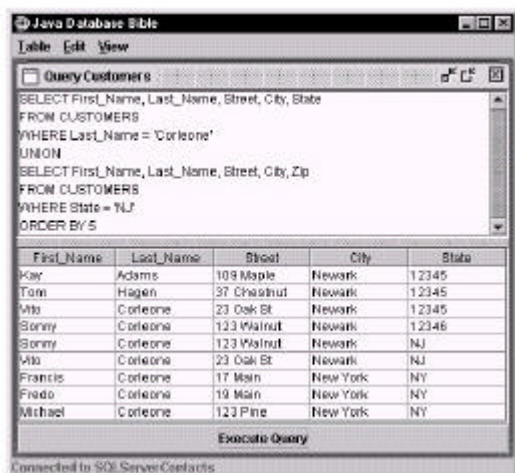 Java Database Bible
Table Edit View
Query Customers
SELECT First_Name, Last_Name, Street, City, State
FROM CUSTOMERS
WHERE Last_Name = 'Corleone'
UNION
SELECT First_Name, Last_Name, Street, City, Zip
FROM CUSTOMERS
WHERE State = 'NJ'
ORDER BY 5
First_Name Last_Name Street City State
Kay Adams 109 Maple Newark 12345
Tom Hagen 37 Chestnut Newark 12345
Vito Corleone 23 Oak St Newark 12345
Sonny Corleone 123 Walnut Newark 12346
Sonny Corleone 123 Walnut Newark NJ
Vito Corleone 23 Oak St Newark NJ
Francis Corleone 17 Main New York NY
Fredo Corleone 19 Main New York NY
Michael Corleone 123 Pine New York NY
Execute Query
Connected to SQLServerContacts